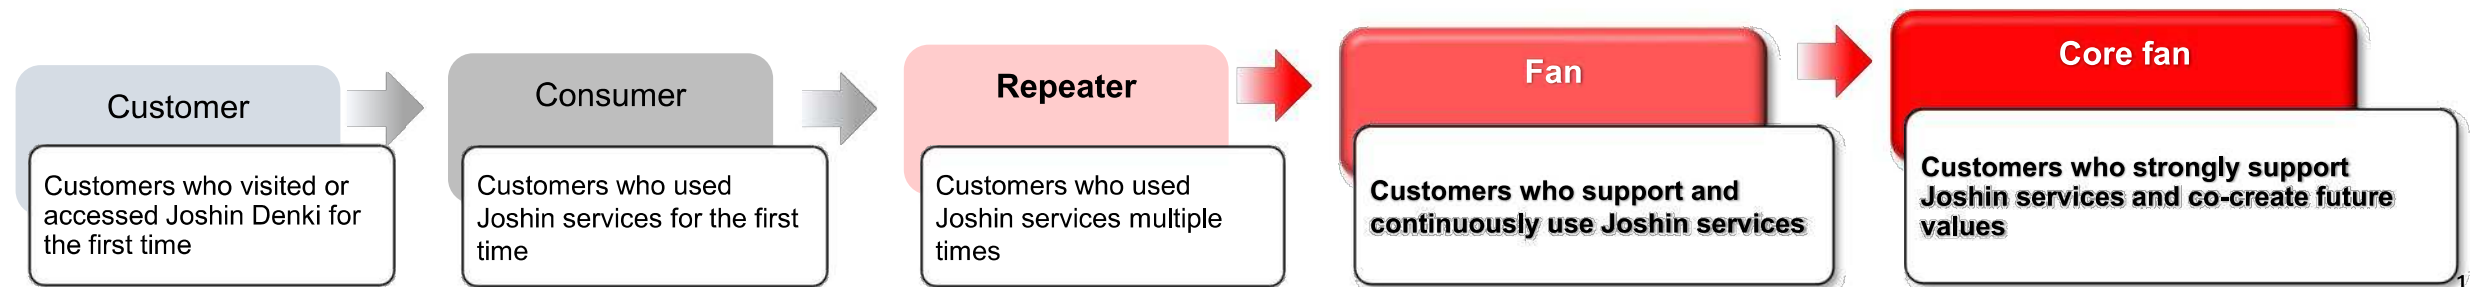 Customer
Customers who visited or
accessed Joshin Denki for
the first time
Consumer
Customers who used
Joshin services for the first
time
Repeater
Customers who used
Joshin services multiple
times
Fan
Customers who support and
continuously use Joshin services
Core fan
Customers who strongly support
Joshin services and co-create future
values